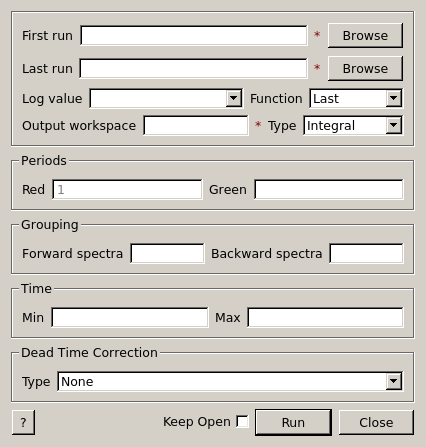 First run * Browse
Last run * Browse
Log value Function Last
Output workspace * Type Integral
Periods
Red 1 Green
Grouping
Forward spectra Backward spectra
Time
Min Max
Dead Time Correction
Type None
? Keep Open Run Close